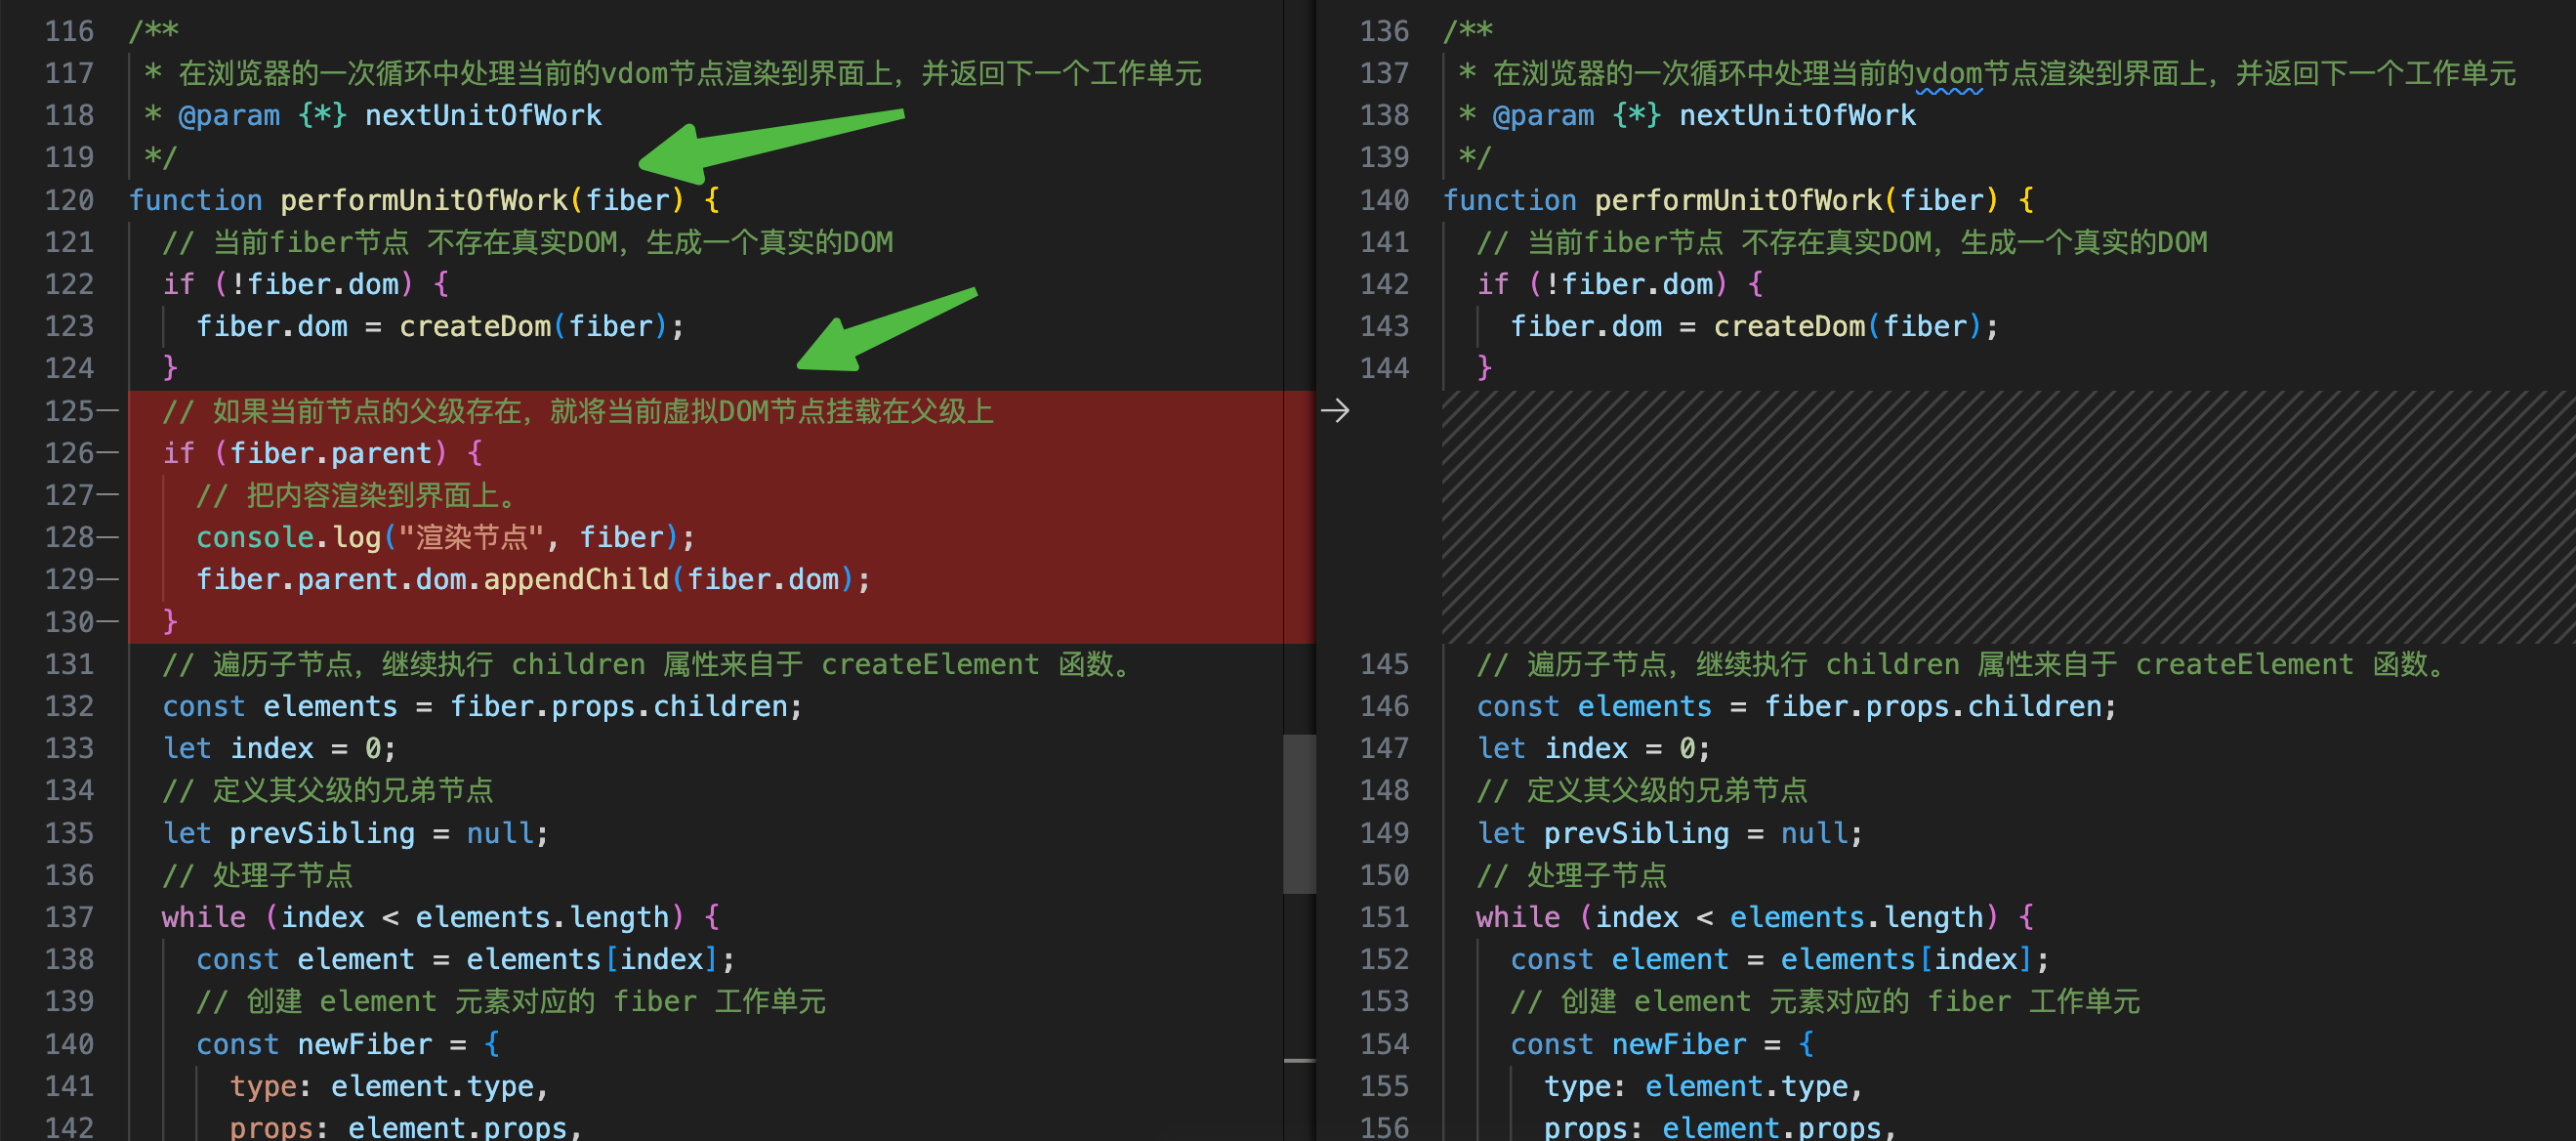 116 /**
117 * 在浏览器的一次循环中处理当前的vdom节点渲染到界面上，并返回下一个工作单元
118 * @param {*} nextUnitOfWork
119 */
120 function performUnitOfWork(fiber) {
121 // 当前fiber节点 不存在真实DOM，生成一个真实的DOM
122 if (!fiber.dom) {
123 fiber.dom = createDom(fiber);
124 }
125— // 如果当前节点的父级存在，就将当前虚拟DOM节点挂载在父级上
126— if (fiber.parent) {
127— // 把内容渲染到界面上。
128— console.log("渲染节点", fiber);
129— fiber.parent.dom.appendChild(fiber.dom);
130— }
131 // 遍历子节点，继续执行 children 属性来自于 createElement 函数。
132 const elements = fiber.props.children;
133 let index = 0;
134 // 定义其父级的兄弟节点
135 let prevSibling = null;
136 // 处理子节点
137 while (index < elements.length) {
138 const element = elements[index];
139 // 创建 element 元素对应的 fiber 工作单元
140 const newFiber = {
141 type: element.type,
142 props: element.props,
136 /**
137 * 在浏览器的一次循环中处理当前的vdom节点渲染到界面上，并返回下一个工作单元
138 * @param {*} nextUnitOfWork
139 */
140 function performUnitOfWork(fiber) {
141 // 当前fiber节点 不存在真实DOM，生成一个真实的DOM
142 if (!fiber.dom) {
143 fiber.dom = createDom(fiber);
144 }
145 // 遍历子节点，继续执行 children 属性来自于 createElement 函数。
146 const elements = fiber.props.children;
147 let index = 0;
148 // 定义其父级的兄弟节点
149 let prevSibling = null;
150 // 处理子节点
151 while (index < elements.length) {
152 const element = elements[index];
153 // 创建 element 元素对应的 fiber 工作单元
154 const newFiber = {
155 type: element.type,
156 props: element.props,